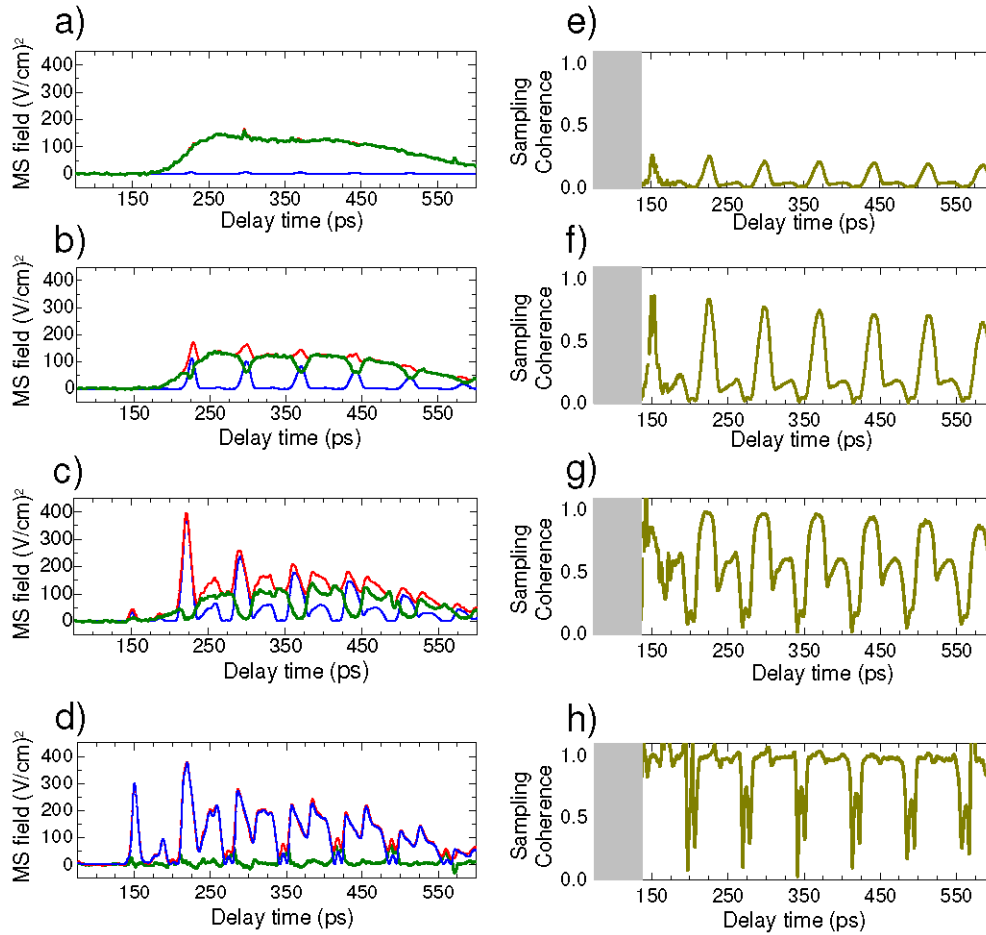 a)
MS field (V/cm)²
400
300
200
100
0
150 250 350 450 550
Delay time (ps)
e)
Sampling
Coherence
1.0
0.5
0.0
150 250 350 450 550
Delay time (ps)
b)
MS field (V/cm)²
400
300
200
100
0
150 250 350 450 550
Delay time (ps)
f)
Sampling
Coherence
1.0
0.5
0.0
150 250 350 450 550
Delay time (ps)
c)
MS field (V/cm)²
400
300
200
100
0
150 250 350 450 550
Delay time (ps)
g)
Sampling
Coherence
1.0
0.5
0.0
150 250 350 450 550
Delay time (ps)
d)
MS field (V/cm)²
400
300
200
100
0
150 250 350 450 550
Delay time (ps)
h)
Sampling
Coherence
1.0
0.5
0.0
150 250 350 450 550
Delay time (ps)